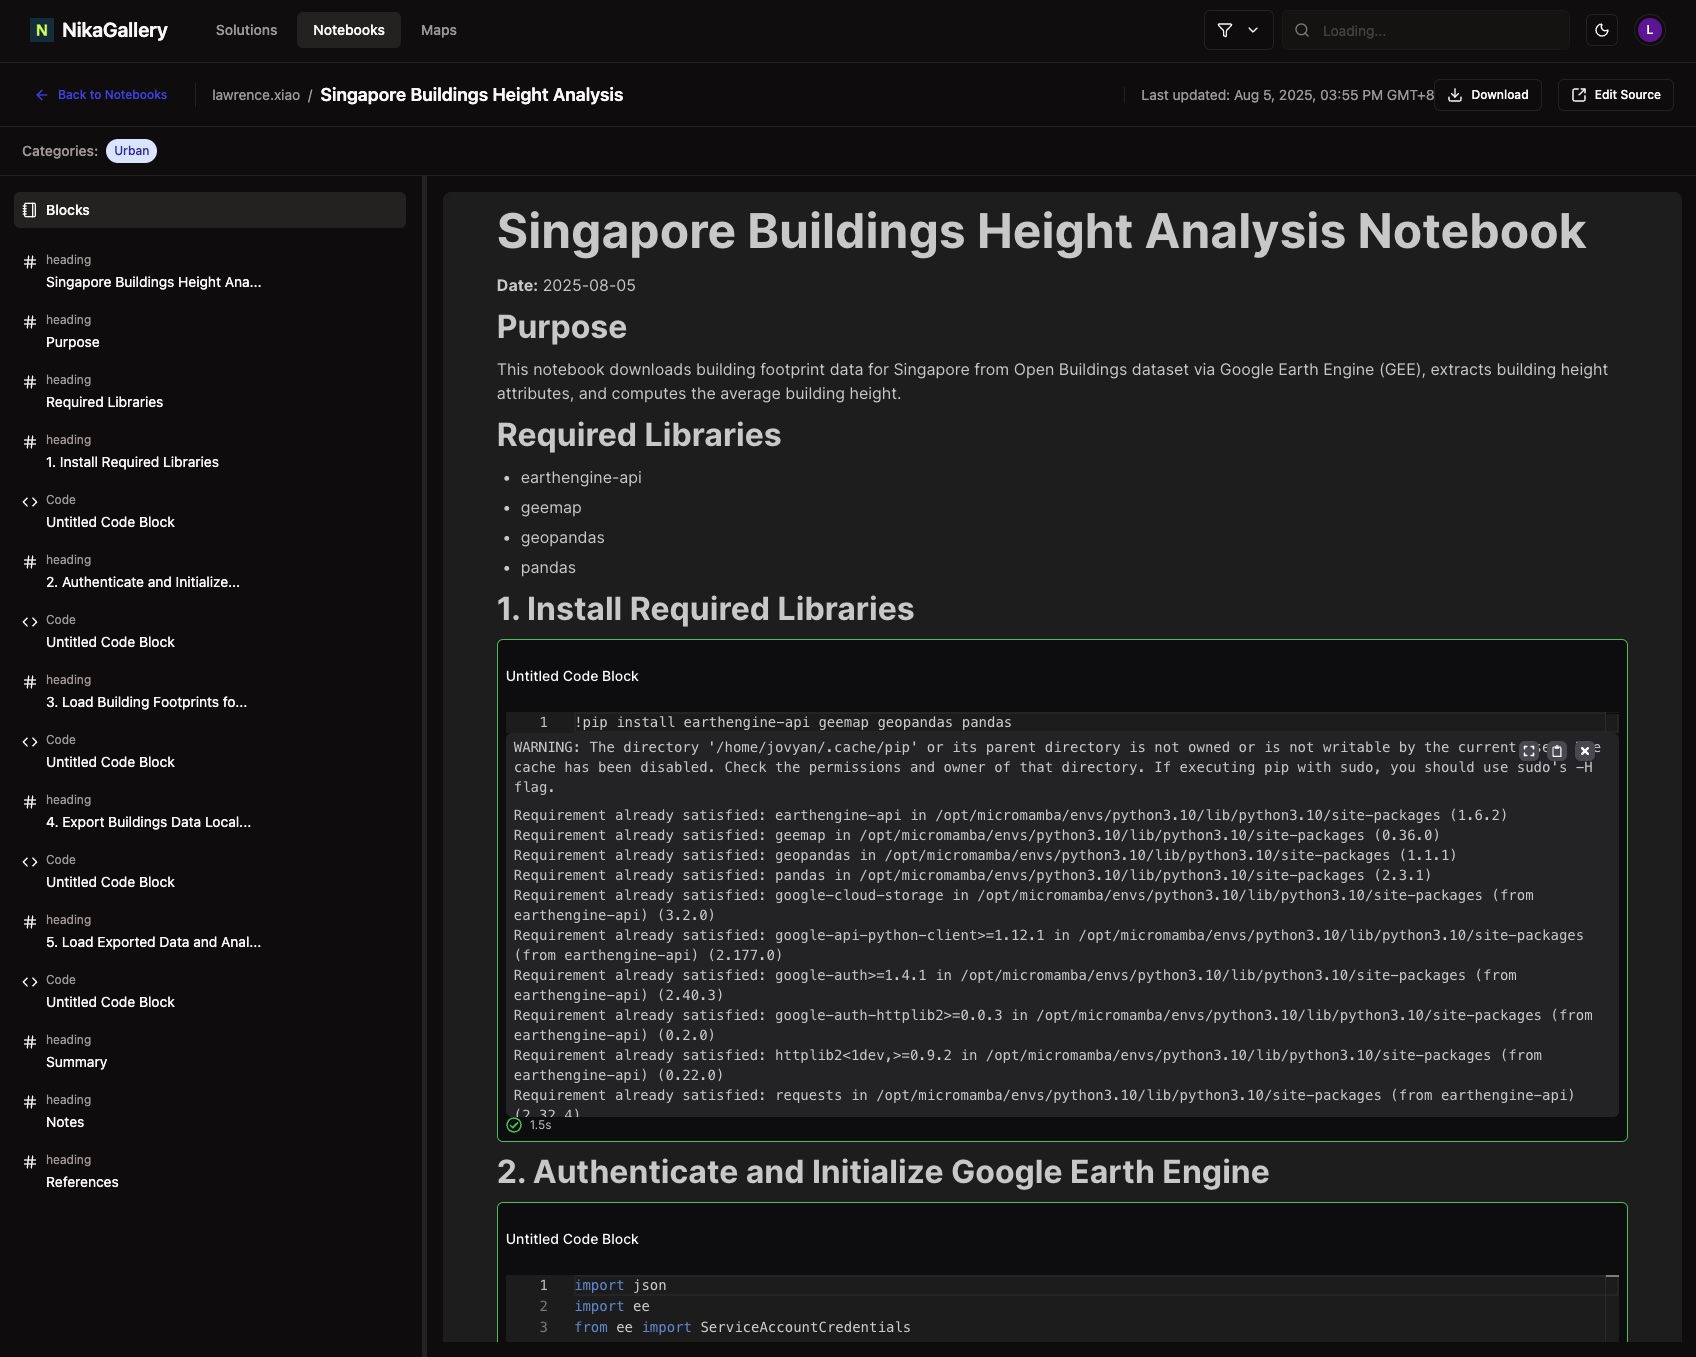 N NikaGallery
Solutions
Notebooks
Maps
Loading...
L
Back to Notebooks
lawrence.xiao / Singapore Buildings Height Analysis
Last updated: Aug 5, 2025, 03:55 PM GMT+8
Download
Edit Source
Categories: Urban
Blocks
heading
Singapore Buildings Height Ana...
heading
Purpose
heading
Required Libraries
heading
1. Install Required Libraries
Code
Untitled Code Block
heading
2. Authenticate and Initialize...
Code
Untitled Code Block
heading
3. Load Building Footprints fo...
Code
Untitled Code Block
heading
4. Export Buildings Data Local...
Code
Untitled Code Block
heading
5. Load Exported Data and Anal...
Code
Untitled Code Block
heading
Summary
heading
Notes
heading
References
Singapore Buildings Height Analysis Notebook
Date: 2025-08-05
Purpose
This notebook downloads building footprint data for Singapore from Open Buildings dataset via Google Earth Engine (GEE), extracts building height
attributes, and computes the average building height.
Required Libraries
• earthengine-api
• geemap
• geopandas
• pandas
1. Install Required Libraries
Untitled Code Block
1 !pip install earthengine-api geemap geopandas pandas
WARNING: The directory '/home/jovyan/.cache/pip' or its parent directory is not owned or is not writable by the current
cache has been disabled. Check the permissions and owner of that directory. If executing pip with sudo, you should use sudo's -H
flag.
Requirement already satisfied: earthengine-api in /opt/micromamba/envs/python3.10/lib/python3.10/site-packages (1.6.2)
Requirement already satisfied: geemap in /opt/micromamba/envs/python3.10/lib/python3.10/site-packages (0.36.0)
Requirement already satisfied: geopandas in /opt/micromamba/envs/python3.10/lib/python3.10/site-packages (1.1.1)
Requirement already satisfied: pandas in /opt/micromamba/envs/python3.10/lib/python3.10/site-packages (2.3.1)
Requirement already satisfied: google-cloud-storage in /opt/micromamba/envs/python3.10/lib/python3.10/site-packages (from
earthengine-api) (3.2.0)
Requirement already satisfied: google-api-python-client>=1.12.1 in /opt/micromamba/envs/python3.10/lib/python3.10/site-packages
(from earthengine-api) (2.177.0)
Requirement already satisfied: google-auth>=1.4.1 in /opt/micromamba/envs/python3.10/lib/python3.10/site-packages (from
earthengine-api) (2.40.3)
Requirement already satisfied: google-auth-httplib2>=0.0.3 in /opt/micromamba/envs/python3.10/lib/python3.10/site-packages (from
earthengine-api) (0.2.0)
Requirement already satisfied: httplib2<1dev,>=0.9.2 in /opt/micromamba/envs/python3.10/lib/python3.10/site-packages (from
earthengine-api) (0.22.0)
Requirement already satisfied: requests in /opt/micromamba/envs/python3.10/lib/python3.10/site-packages (from earthengine-api)
(2.32.4)
1.5s
2. Authenticate and Initialize Google Earth Engine
Untitled Code Block
1 import json
2 import ee
3 from ee import ServiceAccountCredentials